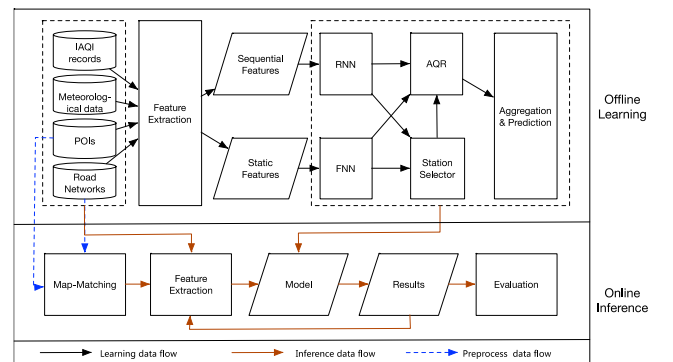 IAQI
records
Meteorolog-
ical data
POIs
Road
Networks
Feature
Extraction
Sequential
Features
Static
Features
RNN
FNN
AQR
Station
Selector
Aggregation
& Prediction
Offline
Learning
Map-Matching
Feature
Extraction
Model
Results
Evaluation
Online
Inference
Learning data flow
Inference data flow
Preprocess data flow